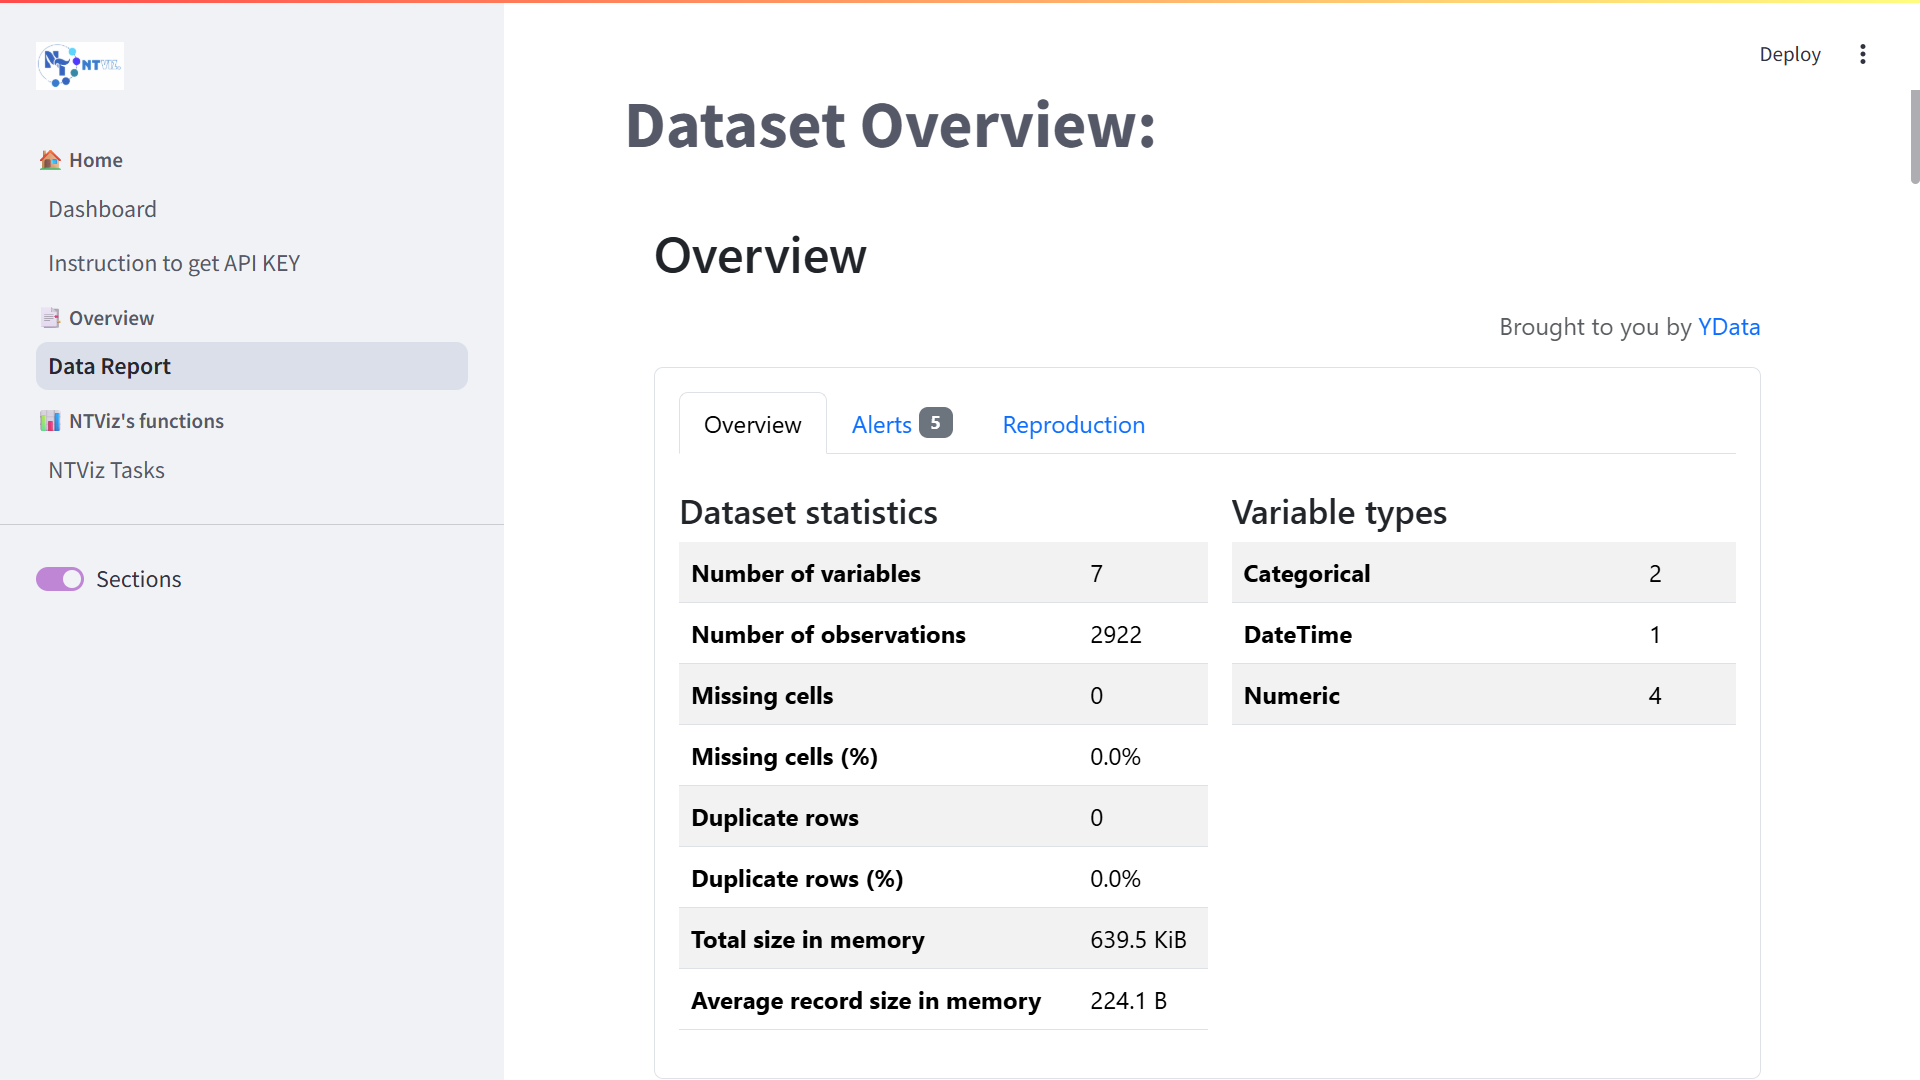 NT NTVIZ.
Deploy
Home
Dashboard
Instruction to get API KEY
Overview
Data Report
NTViz's functions
NTViz Tasks
Sections
Dataset Overview:
Overview
Brought to you by YData
Overview
Alerts 5
Reproduction
Dataset statistics
Number of variables 7
Number of observations 2922
Missing cells 0
Missing cells (%) 0.0%
Duplicate rows 0
Duplicate rows (%) 0.0%
Total size in memory 639.5 KiB
Average record size in memory 224.1 B
Variable types
Categorical 2
DateTime 1
Numeric 4